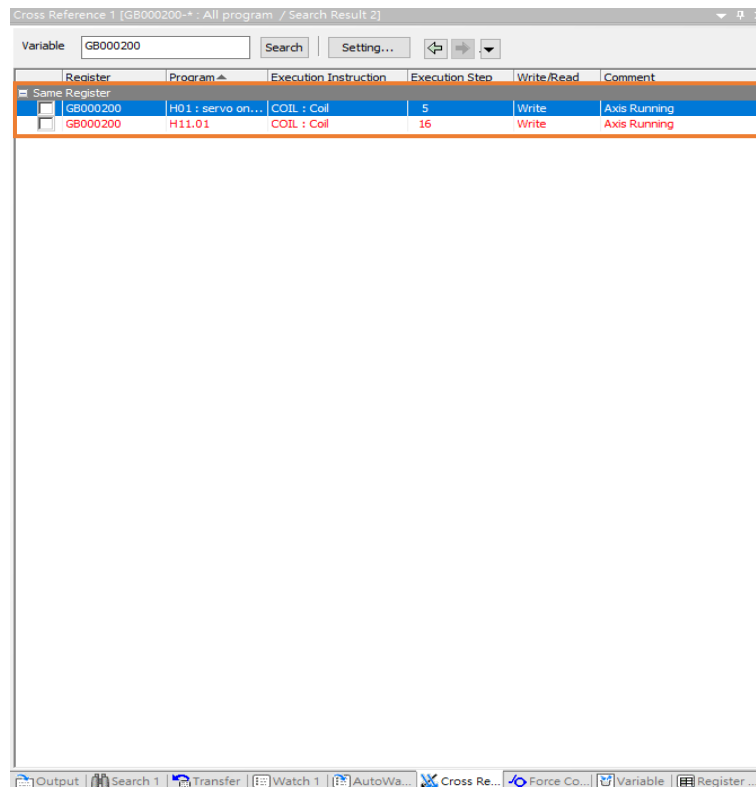 Cross Reference 1 [GB000200-* : All program / Search Result 2]
Variable GB000200 Search Setting...
Register Program Execution Instruction Execution Step Write/Read Comment
Same Register
GB000200 H01 : servo on... COIL : Coil 5 Write Axis Running
GB000200 H11.01 COIL : Coil 16 Write Axis Running
Output Search 1 Transfer Watch 1 AutoWa... Cross Re... Force Co... Variable Register ...